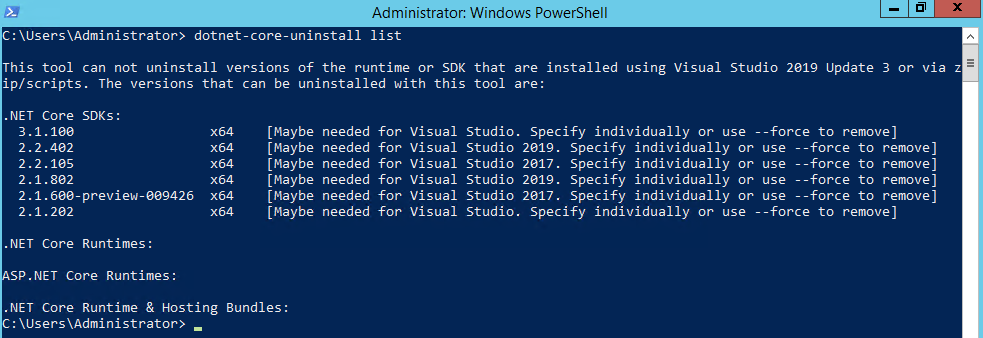 Administrator: Windows PowerShell
C:\Users\Administrator> dotnet-core-uninstall list
This tool can not uninstall versions of the runtime or SDK that are installed using Visual Studio 2019 Update 3 or via z
ip/scripts. The versions that can be uninstalled with this tool are:
.NET Core SDKs:
3.1.100 x64 [Maybe needed for Visual Studio. Specify individually or use --force to remove]
2.2.402 x64 [Maybe needed for Visual Studio 2019. Specify individually or use --force to remove]
2.2.105 x64 [Maybe needed for Visual Studio 2017. Specify individually or use --force to remove]
2.1.802 x64 [Maybe needed for Visual Studio 2019. Specify individually or use --force to remove]
2.1.600-preview-009426 x64 [Maybe needed for Visual Studio 2017. Specify individually or use --force to remove]
2.1.202 x64 [Maybe needed for Visual Studio. Specify individually or use --force to remove]
.NET Core Runtimes:
ASP.NET Core Runtimes:
.NET Core Runtime & Hosting Bundles:
C:\Users\Administrator>